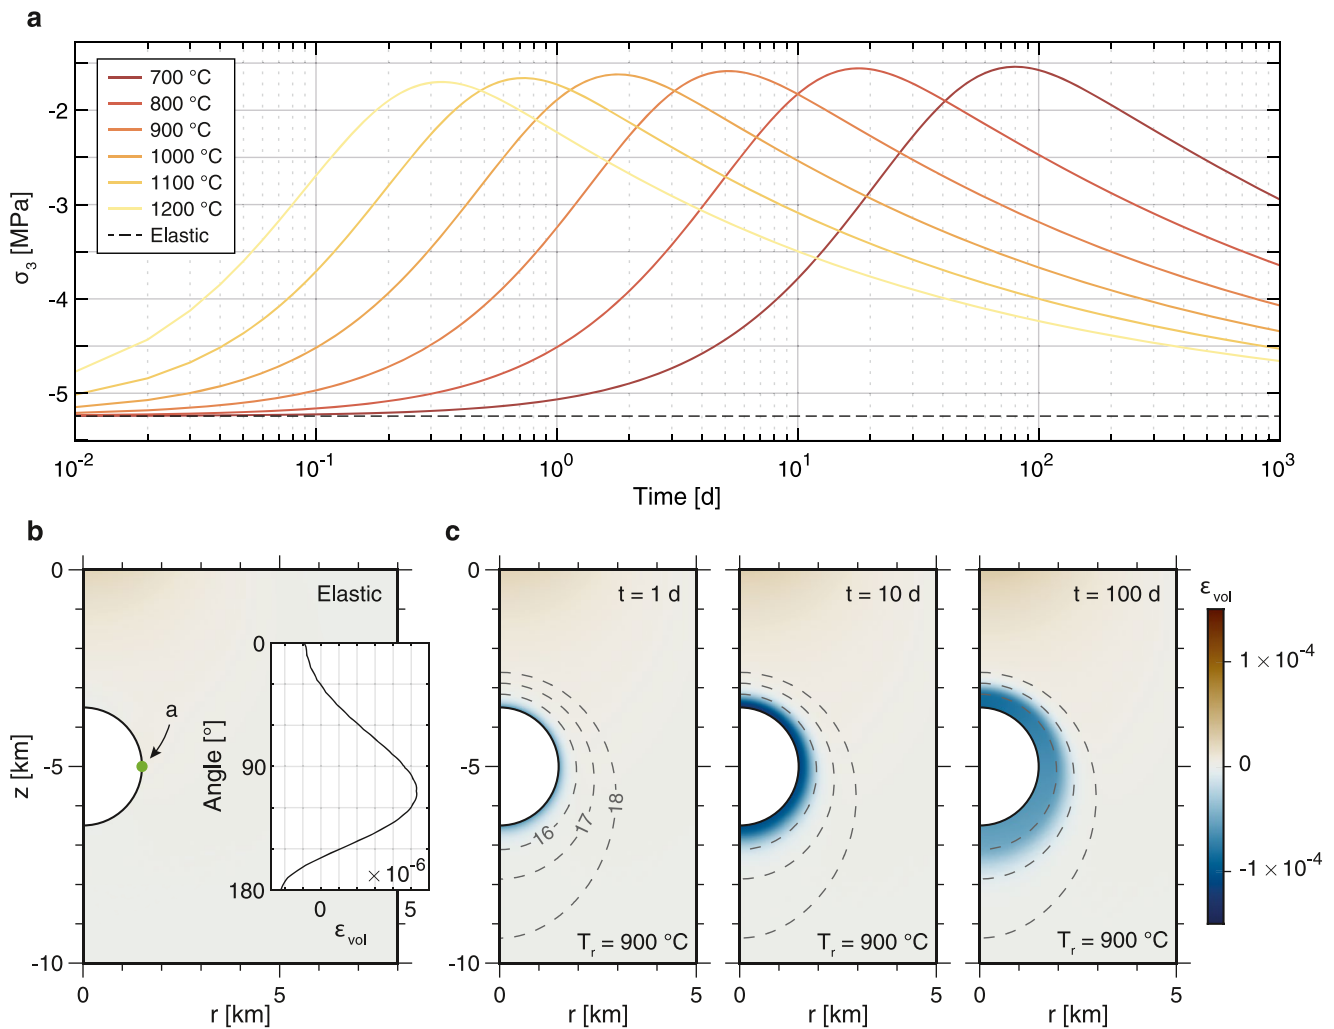 a
700 °C
800 °C
900 °C
1000 °C
1100 °C
1200 °C
Elastic
-2
-3
-4
-5
σ3 [MPa]
10-2
10-1
100
101
102
103
Time [d]
b
0
-5
-10
z [km]
Elastic
a
0
90
180
Angle [°]
× 10-6
0
5
εvol
0
5
r [km]
c
0
-5
-10
t = 1 d
16
17
18
Tr = 900 °C
0
5
r [km]
t = 10 d
Tr = 900 °C
0
5
r [km]
t = 100 d
Tr = 900 °C
0
5
r [km]
εvol
1 × 10-4
0
-1 × 10-4